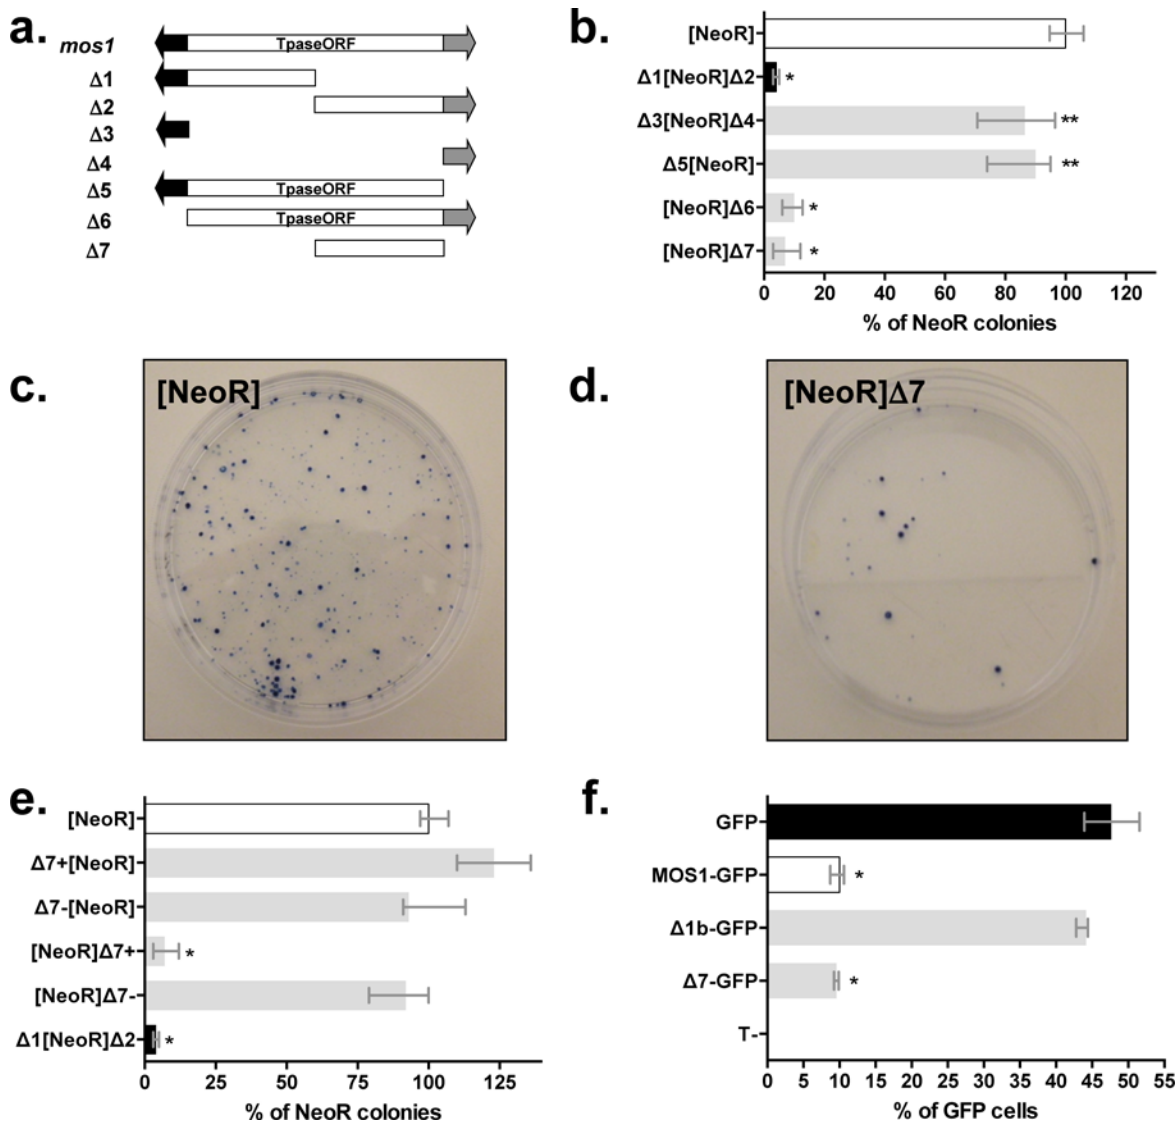 a.
mos1 TpaseORF
Δ1
Δ2
Δ3
Δ4
Δ5 TpaseORF
Δ6 TpaseORF
Δ7
b.
[NeoR]
Δ1[NeoR]Δ2 *
Δ3[NeoR]Δ4 **
Δ5[NeoR] **
[NeoR]Δ6 *
[NeoR]Δ7 *
0 20 40 60 80 100 120
% of NeoR colonies
c.
[NeoR]
d.
[NeoR]Δ7
e.
[NeoR]
Δ7+[NeoR]
Δ7-[NeoR]
[NeoR]Δ7+ *
[NeoR]Δ7-
Δ1[NeoR]Δ2 *
0 25 50 75 100 125
% of NeoR colonies
f.
GFP
MOS1-GFP *
Δ1b-GFP
Δ7-GFP *
T-
0 5 10 15 20 25 30 35 40 45 50 55
% of GFP cells